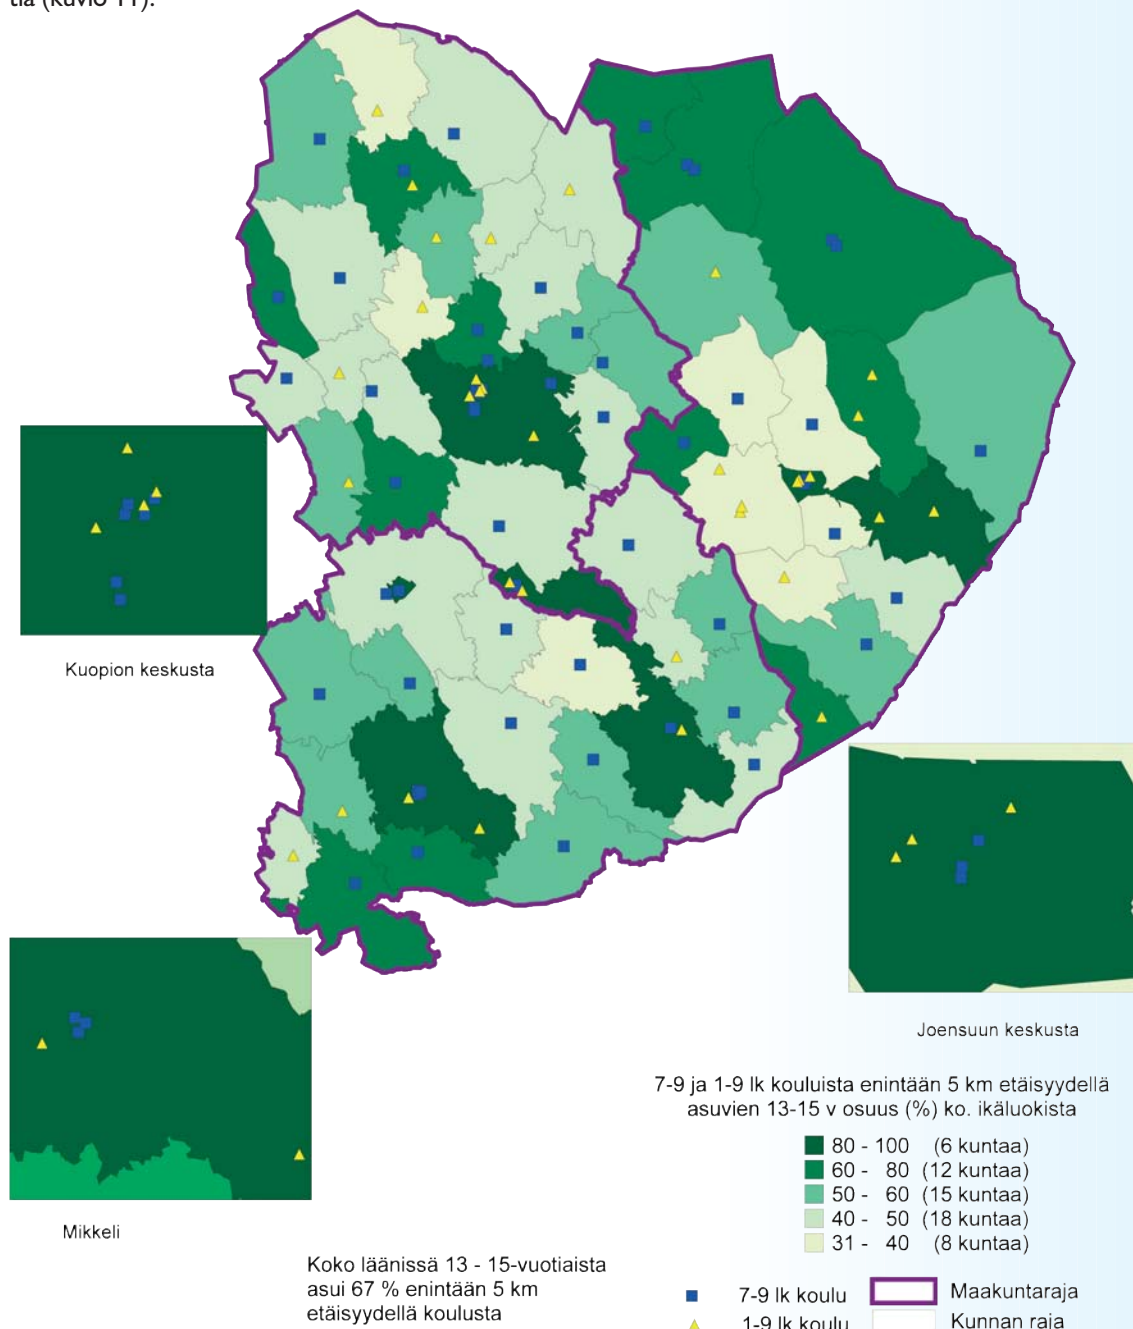 tia (Kuvio 11).
Kuopion keskusta
Joensuun keskusta
Mikkeli
7-9 ja 1-9 lk kouluista enintään 5 km etäisyydellä
asuvien 13-15 v osuus (%) ko. ikäluokista
80 - 100 (6 kuntaa)
60 - 80 (12 kuntaa)
50 - 60 (15 kuntaa)
40 - 50 (18 kuntaa)
31 - 40 (8 kuntaa)
Koko läänissä 13 - 15-vuotiaista
asui 67 % enintään 5 km
etäisyydellä koulusta
7-9 lk koulu
Maakuntaraja
1-9 lk koulu
Kunnan raja